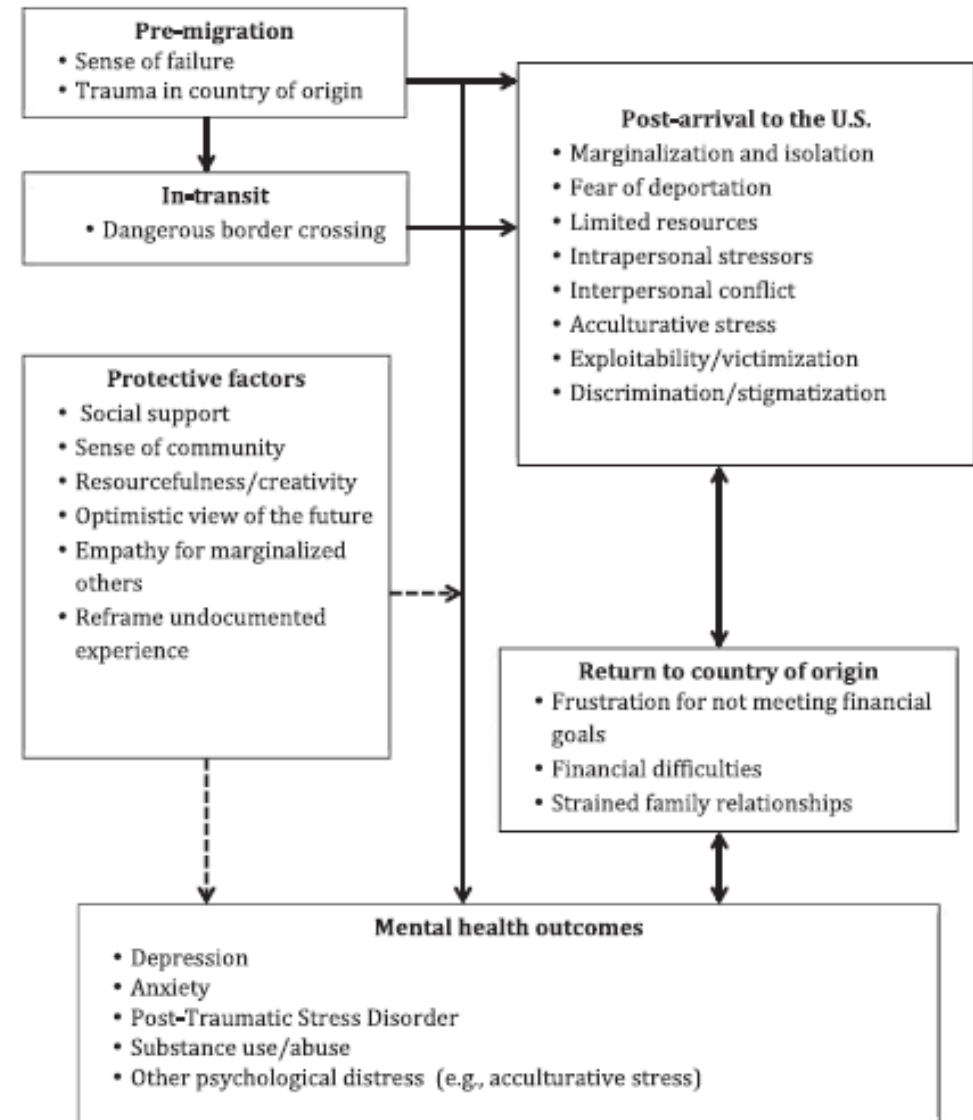 Pre-migration
• Sense of failure
• Trauma in country of origin
In-transit
• Dangerous border crossing
Post-arrival to the U.S.
• Marginalization and isolation
• Fear of deportation
• Limited resources
• Intrapersonal stressors
• Interpersonal conflict
• Acculturative stress
• Exploitability/victimization
• Discrimination/stigmatization
Protective factors
• Social support
• Sense of community
• Resourcefulness/creativity
• Optimistic view of the future
• Empathy for marginalized
others
• Reframe undocumented
experience
Return to country of origin
• Frustration for not meeting financial
goals
• Financial difficulties
• Strained family relationships
Mental health outcomes
• Depression
• Anxiety
• Post-Traumatic Stress Disorder
• Substance use/abuse
• Other psychological distress (e.g., acculturative stress)